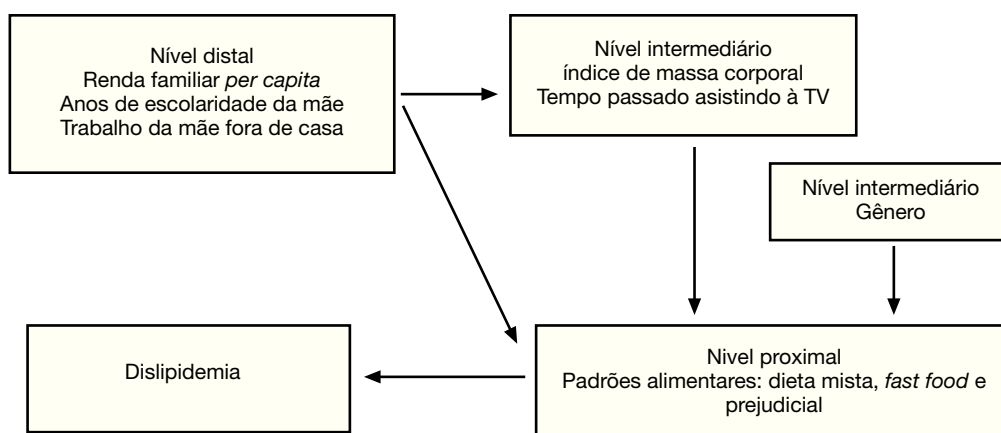 Nível distal
Renda familiar per capita
Anos de escolaridade da mãe
Trabalho da mãe fora de casa
Nível intermediário
índice de massa corporal
Tempo passado asistindo à TV
Nível intermediário
Gênero
Dislipidemia
Nivel proximal
Padrões alimentares: dieta mista, fast food e
prejudicial